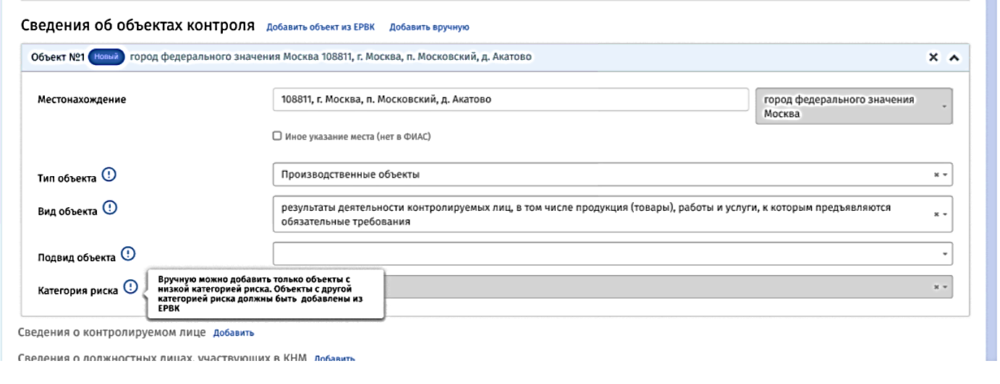 Сведения об объектах контроля Добавить объект из ЕРВК Добавить вручную
Объект №1 Новый город федерального значения Москва 108811, г. Москва, п. Московский, д. Акатово
Местонахождение
108811, г. Москва, п. Московский, д. Акатово
город федерального значения
Москва
Иное указание места (нет в ФИАС)
Тип объекта
Производственные объекты
Вид объекта
результаты деятельности контролируемых лиц, в том числе продукция (товары), работы и услуги, к которым предъявляются
обязательные требования
Подвид объекта
Категория риска
Вручную можно добавить только объекты с
низкой категорией риска. Объекты с другой
категорией риска должны быть добавлены из
ЕРВК
Сведения о контролируемом лице Добавить
Сведения о должностных лицах, участвующих в КНМ Добавить